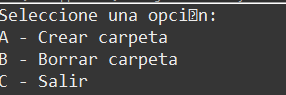 Seleccione una opci�n:
A - Crear carpeta
B - Borrar carpeta
C - Salir